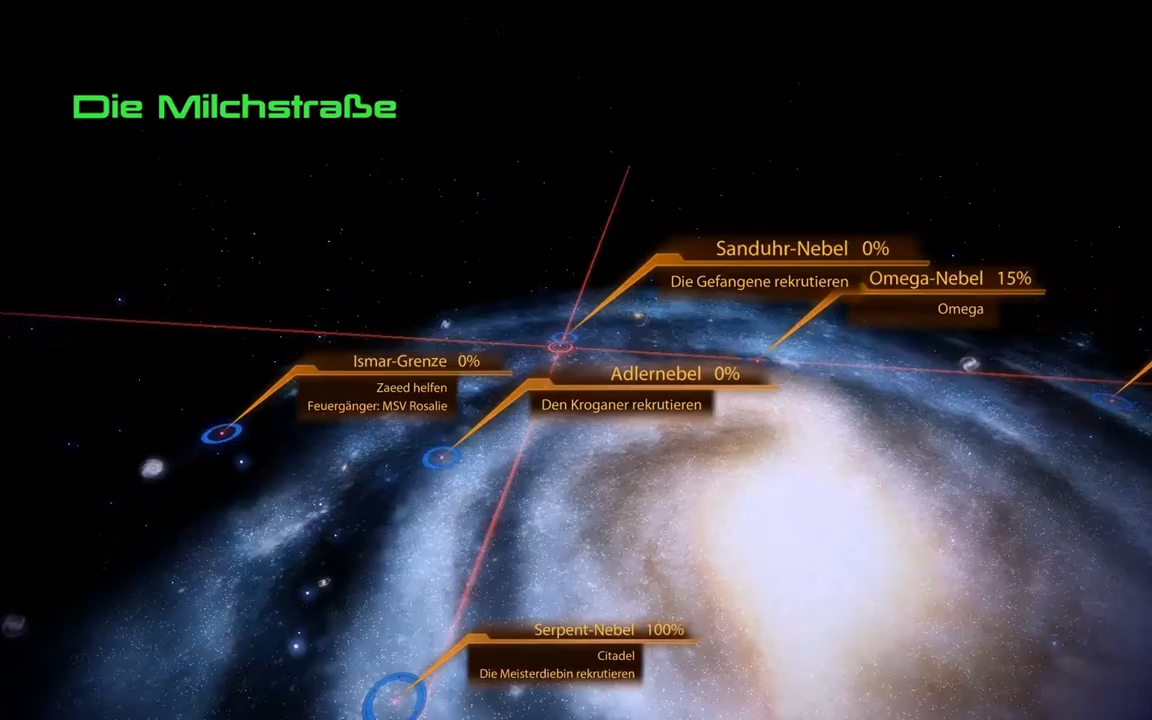 Die Milchstraße
Sanduhr-Nebel 0%
Die Gefangene rekrutieren
Omega-Nebel 15%
Omega
Ismar-Grenze 0%
Zaeed helfen
Feuergänger: MSV Rosalie
Adlernebel 0%
Den Kroganer rekrutieren
Serpent-Nebel 100%
Citadel
Die Meisterdiebin rekrutieren